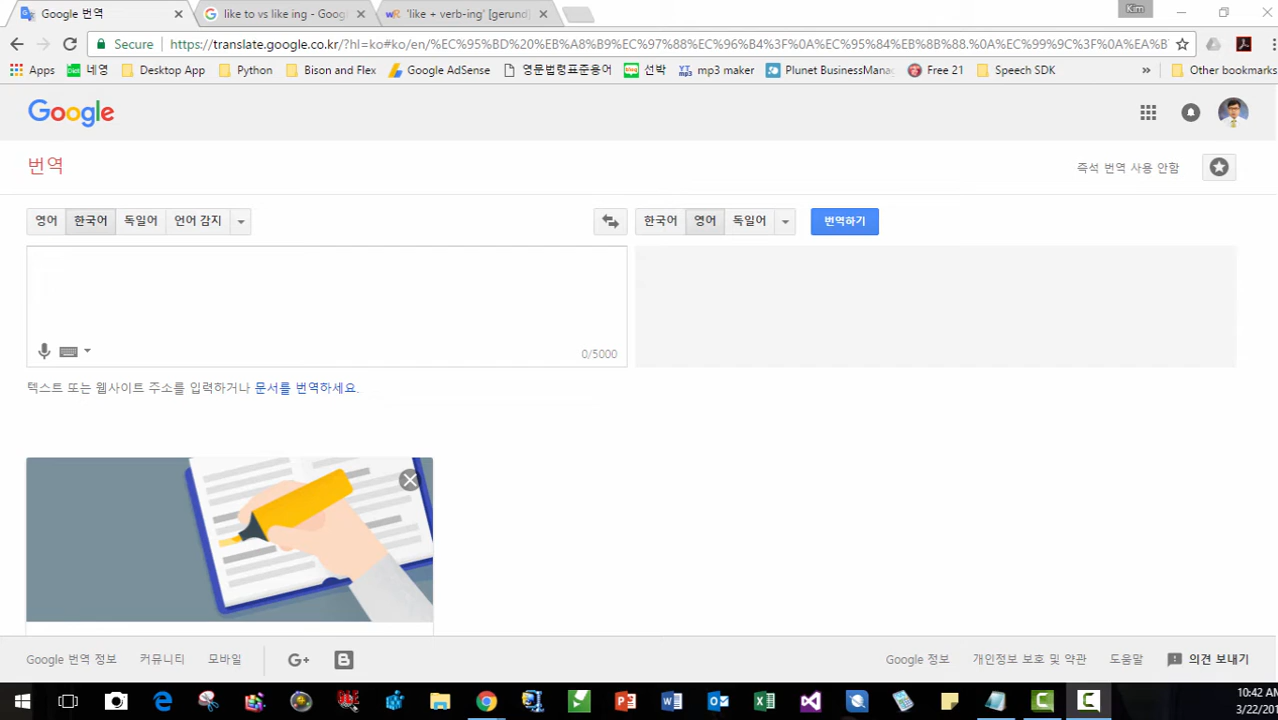 Google 번역
like to vs like ing - Goog
'like + verb-ing' [gerund
Kim
Secure
https://translate.google.co.kr/?hl=ko#ko/en/%EC%95%BD%20%EB%A8%B9%EC%97%88%EC%96%B4%3F%0A%EC%95%84%EB%8B%88.%0A%EC%99%9C%3F%0A%EA%B
Apps
네영
Desktop App
Python
Bison and Flex
Google AdSense
영문법령표준용어
선박
mp3 maker
Plunet BusinessMana
Free 21
Speech SDK
»
Other bookmarks
Google
번역
즉석 번역 사용 안함
영어 한국어 독일어 언어 감지
한국어 영어 독일어
번역하기
0/5000
텍스트 또는 웹사이트 주소를 입력하거나 문서를 번역하세요.
Google 번역 정보 커뮤니티 모바일
G+
Google 정보 개인정보 보호 및 약관 도움말 의견 보내기
10:42 AM
3/22/20